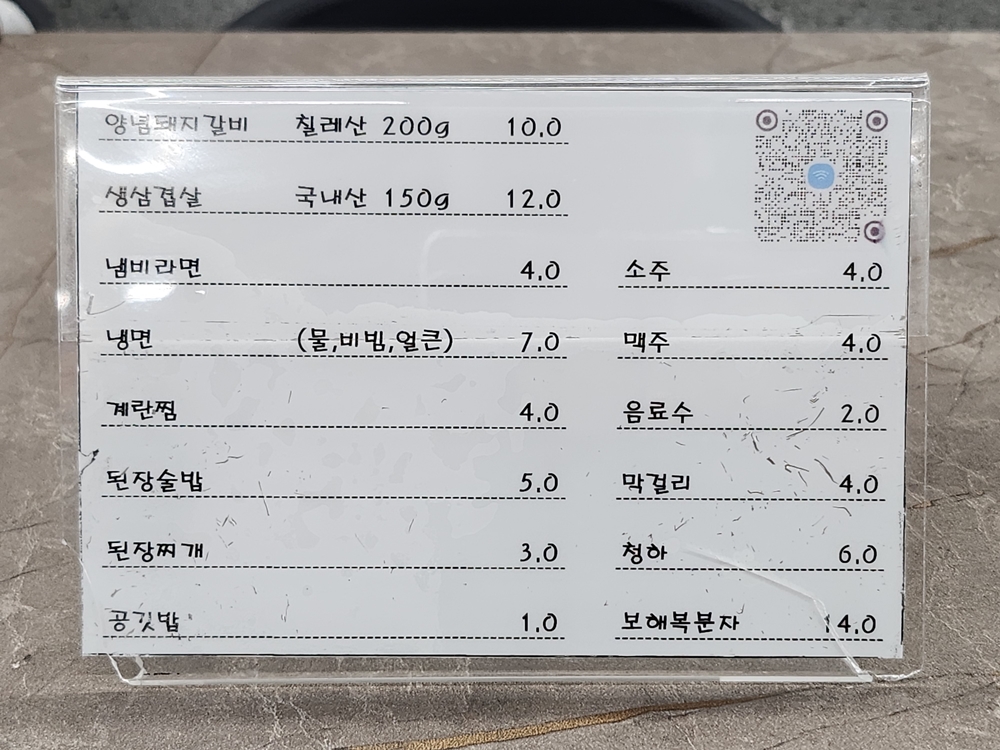 양념돼지갈비 칠레산 200g 10.0
생삼겹살 국내산 150g 12.0
냄비라면 4.0 소주 4.0
냉면 (물,비빔,얼큰) 7.0 맥주 4.0
계란찜 4.0 음료수 2.0
된장술밥 5.0 막걸리 4.0
된장찌개 3.0 청하 6.0
공깃밥 1.0 보해복분자 14.0